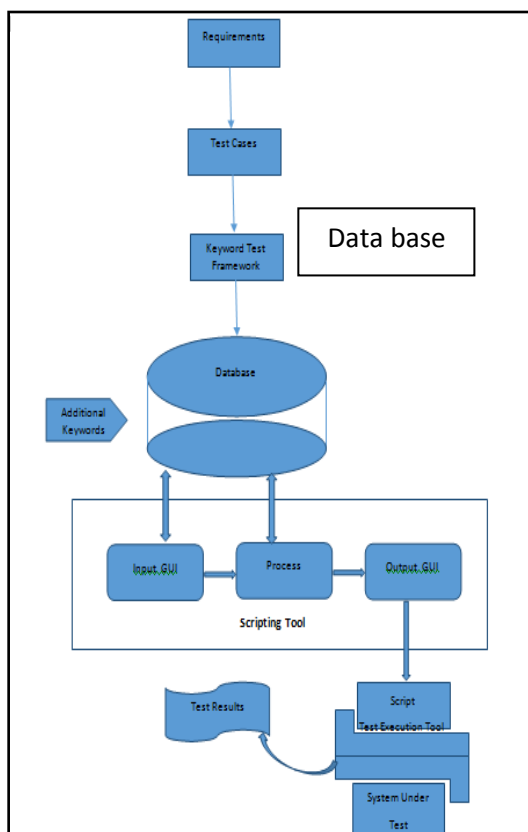 Requirements
Test Cases
Data base
Keyword Test
Framework
Database
Additional
Keywords
Input GUI
Process
Output GUI
Scripting Tool
Script
Test Results
Test Execution Tool
System Under
Test